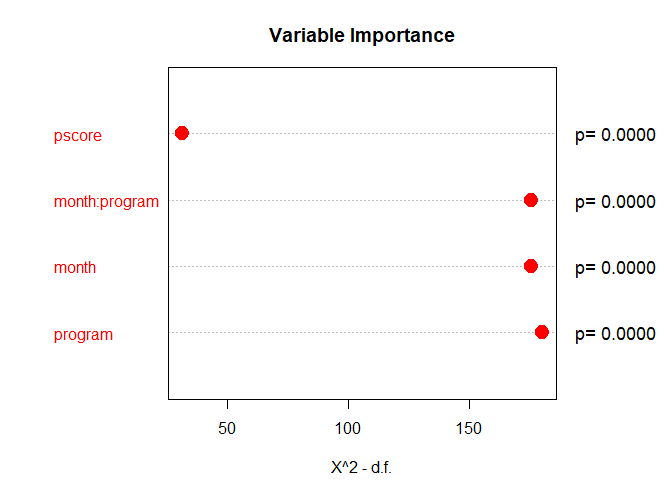 Variable Importance
pscore p= 0.0000
month:program p= 0.0000
month p= 0.0000
program p= 0.0000
50 100 150
X^2 - d.f.